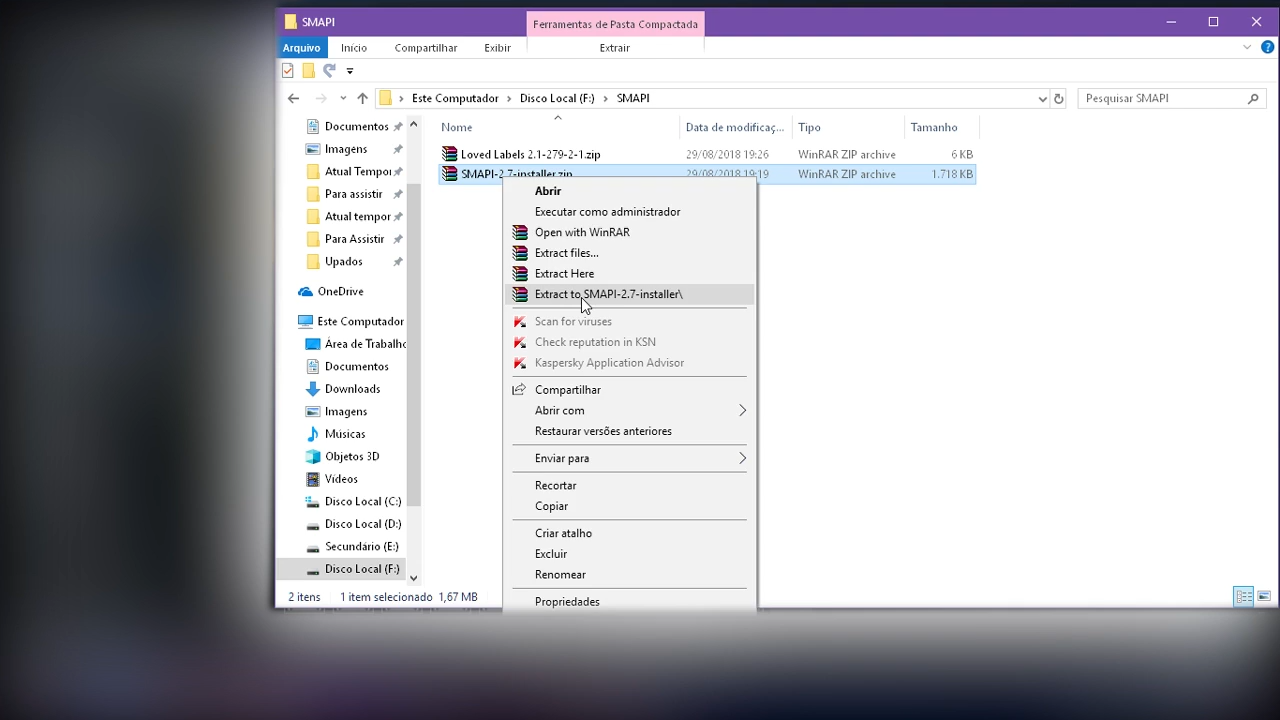 SMAPI
Ferramentas de Pasta Compactada
Arquivo Início Compartilhar Exibir Extrair
Este Computador Disco Local (F:) SMAPI
Pesquisar SMAPI
Nome Data de modificaç... Tipo Tamanho
Loved Labels 2.1-279-2-1.zip 29/08/2018 19:26 WinRAR ZIP archive 6 KB
SMAPI-2.7-installer.zip 29/08/2018 19:19 WinRAR ZIP archive 1.718 KB
Documentos
Imagens
Atual Tempor
Para assistir
Atual tempor
Para Assistir
Upados
OneDrive
Este Computador
Área de Trabalho
Documentos
Downloads
Imagens
Músicas
Objetos 3D
Vídeos
Disco Local (C:)
Disco Local (D:)
Secundário (E:)
Disco Local (F:)
Abrir
Executar como administrador
Open with WinRAR
Extract files...
Extract Here
Extract to SMAPI-2.7-installer\
Scan for viruses
Check reputation in KSN
Kaspersky Application Advisor
Compartilhar
Abrir com
Restaurar versões anteriores
Enviar para
Recortar
Copiar
Criar atalho
Excluir
Renomear
Propriedades
2 itens 1 item selecionado 1,67 MB